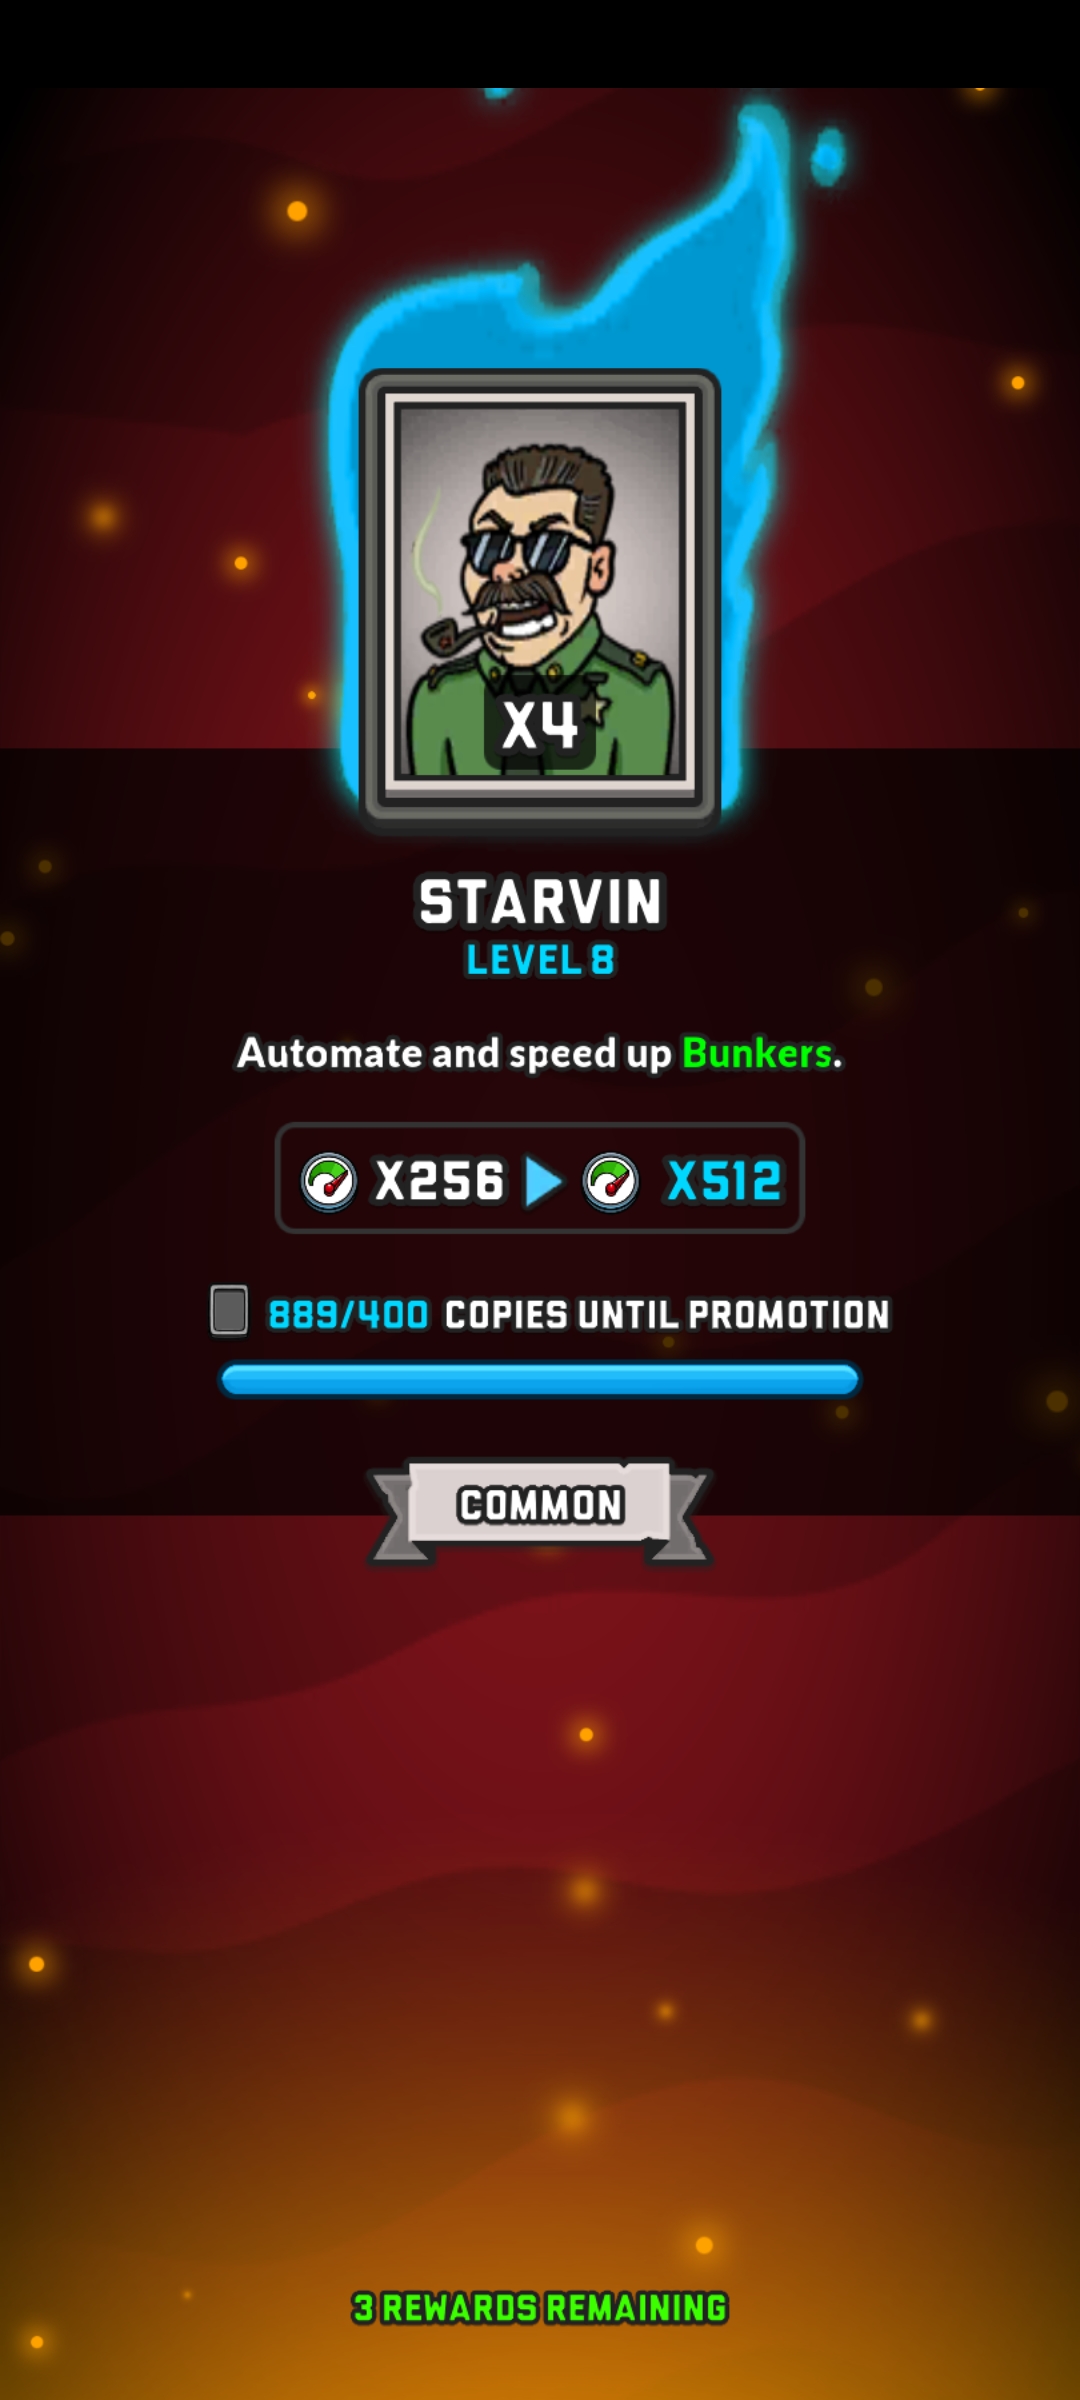 X4
STARVIN
LEVEL 8
Automate and speed up Bunkers.
X256 X512
889/400 COPIES UNTIL PROMOTION
COMMON
3 REWARDS REMAINING